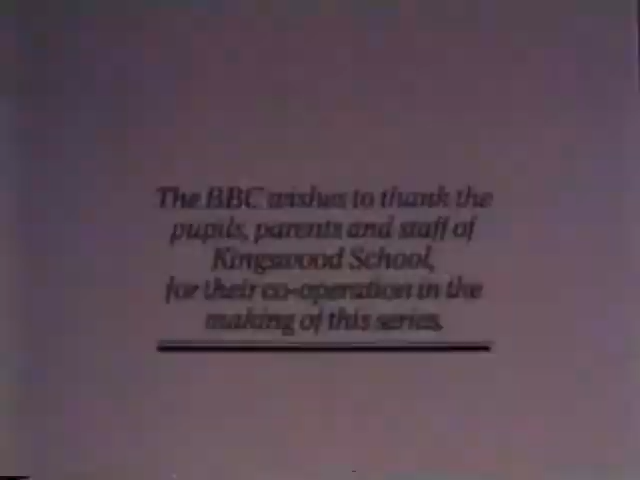 The BBC wishes to thank the
pupils, parents and staff of
Kingswood School,
for their co-operation in the
making of this series.